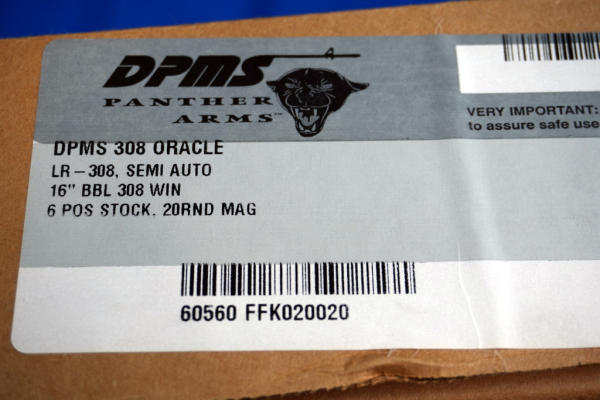 DPMS
PANTHER
ARMS™
VERY IMPORTANT:
to assure safe use
DPMS 308 ORACLE
LR-308, SEMI AUTO
16" BBL 308 WIN
6 POS STOCK, 20RND MAG
60560 FFK020020